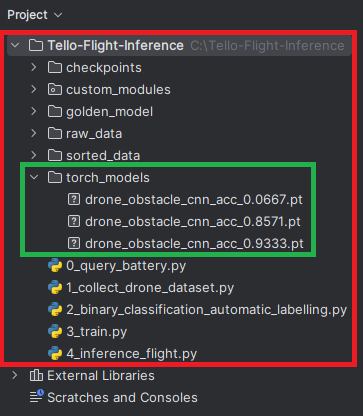 Project
Tello-Flight-Inference C:\Tello-Flight-Inference
checkpoints
custom_modules
golden_model
raw_data
sorted_data
torch_models
drone_obstacle_cnn_acc_0.0667.pt
drone_obstacle_cnn_acc_0.8571.pt
drone_obstacle_cnn_acc_0.9333.pt
0_query_battery.py
1_collect_drone_dataset.py
2_binary_classification_automatic_labelling.py
3_train.py
4_inference_flight.py
External Libraries
Scratches and Consoles